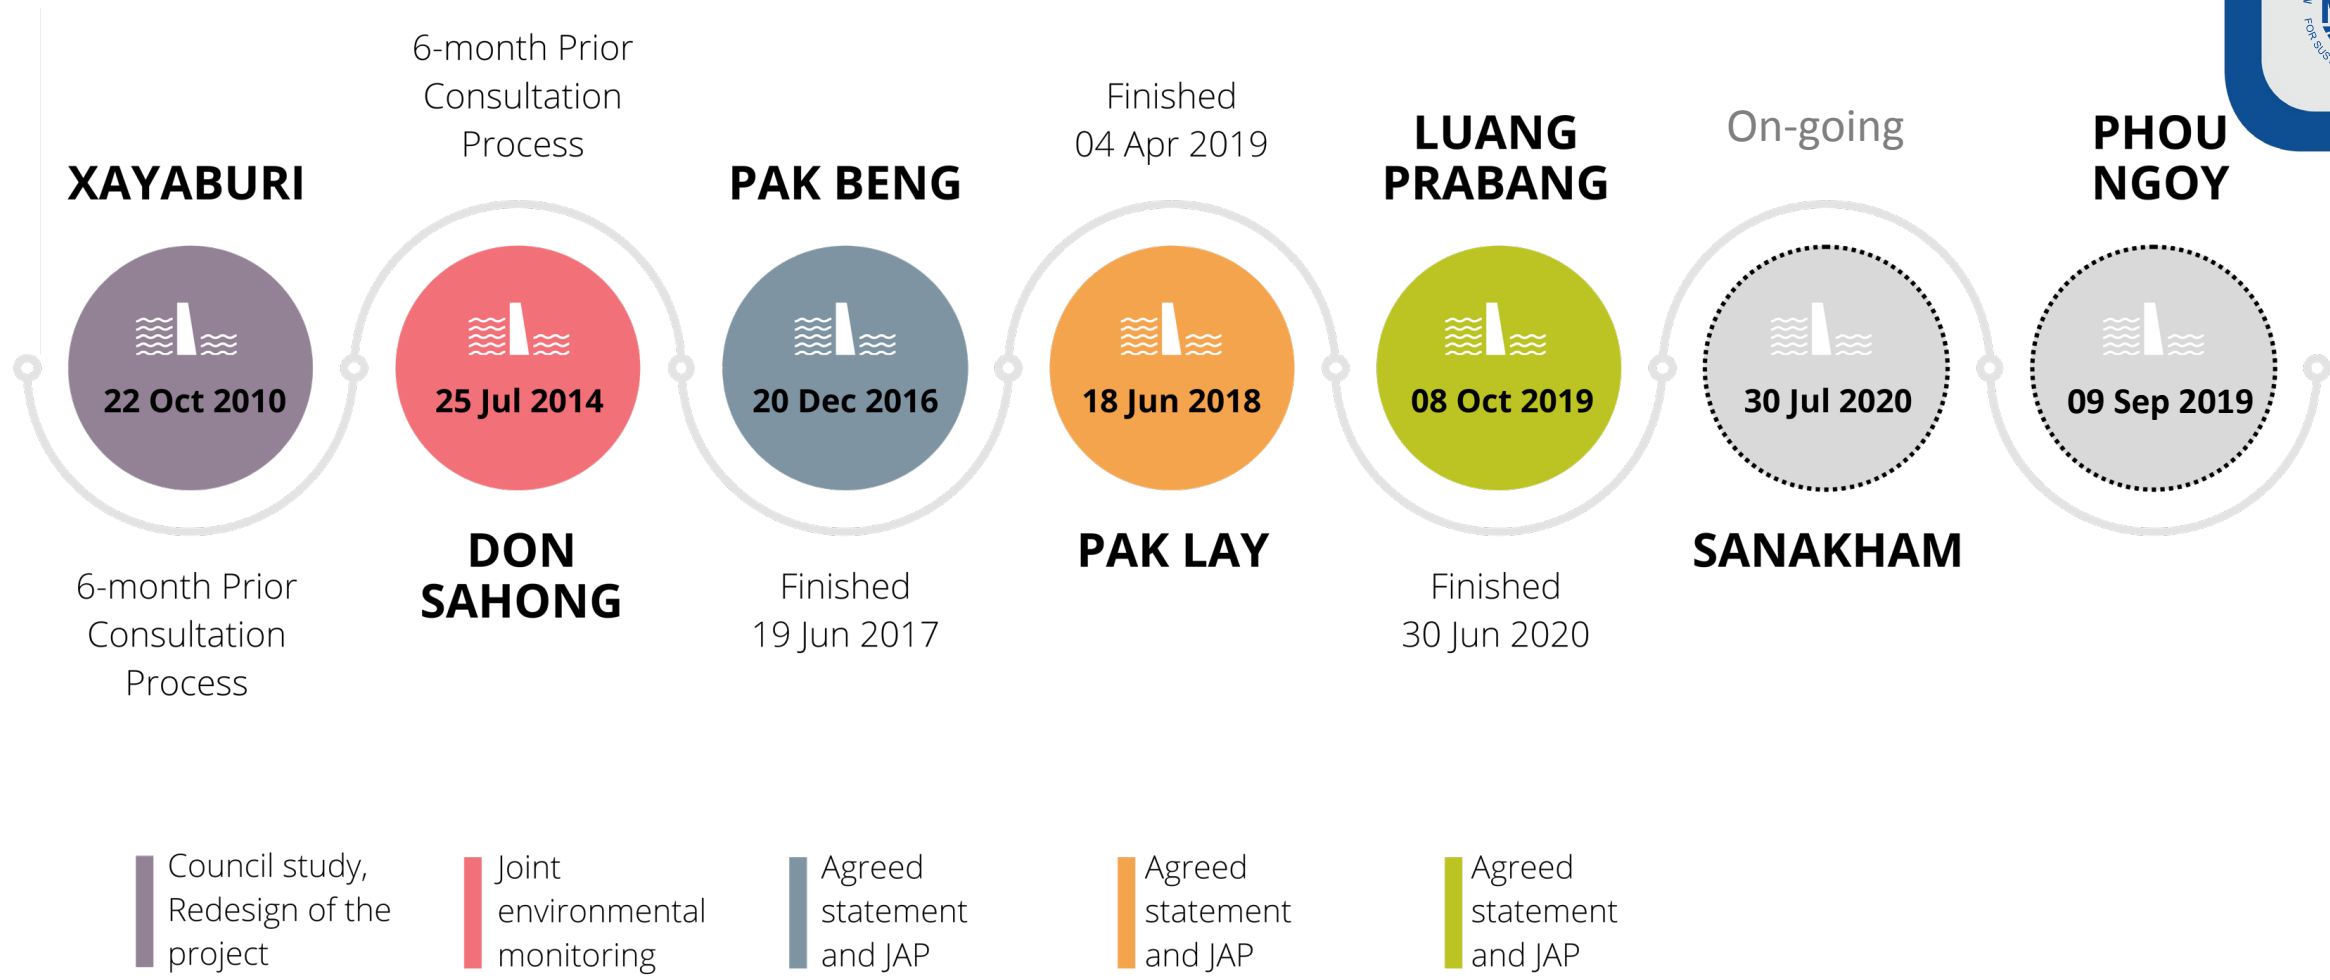 XAYABURI
22 Oct 2010
6-month Prior
Consultation
Process
6-month Prior
Consultation
Process
25 Jul 2014
DON
SAHONG
PAK BENG
20 Dec 2016
Finished
19 Jun 2017
Finished
04 Apr 2019
18 Jun 2018
PAK LAY
LUANG
PRABANG
08 Oct 2019
Finished
30 Jun 2020
On-going
30 Jul 2020
SANAKHAM
PHOU
NGOY
09 Sep 2019
FOR
Council study,
Redesign of the
project
Joint
environmental
monitoring
Agreed
statement
and JAP
Agreed
statement
and JAP
Agreed
statement
and JAP